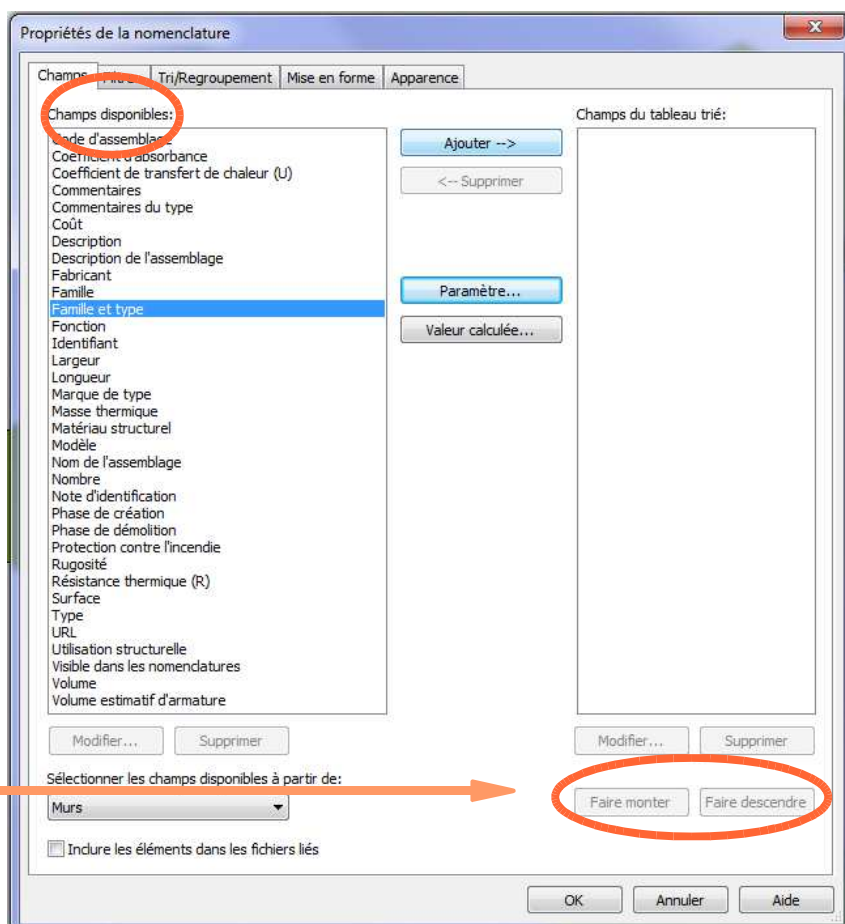 Propriétés de la nomenclature
Champs Filtre Tri/Regroupement Mise en forme Apparence
Champs disponibles:
Champs du tableau trié:
Code d'assemblage
Coefficient d'absorbance
Coefficient de transfert de chaleur (U)
Commentaires
Commentaires du type
Coût
Description
Description de l'assemblage
Fabricant
Famille
Famille et type
Fonction
Identifiant
Largeur
Longueur
Marque de type
Masse thermique
Matériau structurel
Modèle
Nom de l'assemblage
Nombre
Note d'identification
Phase de création
Phase de démolition
Protection contre l'incendie
Rugosité
Résistance thermique (R)
Surface
Type
URL
Utilisation structurelle
Visible dans les nomenclatures
Volume
Volume estimatif d'armature
Ajouter -->
<-- Supprimer
Paramètre...
Valeur calculée...
Modifier... Supprimer
Modifier... Supprimer
Sélectionner les champs disponibles à partir de:
Murs
Faire monter Faire descendre
Inclure les éléments dans les fichiers liés
OK Annuler Aide